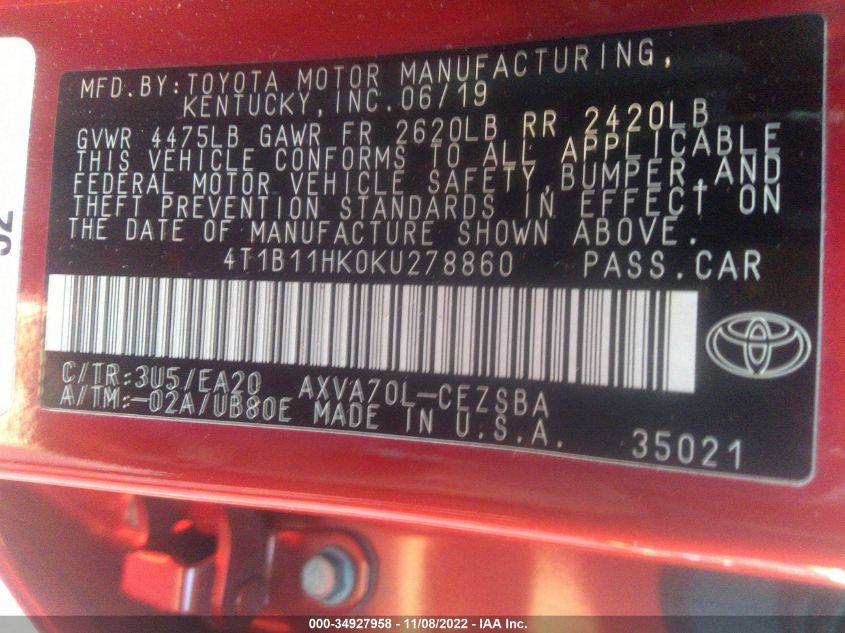 MFD.BY:TOYOTA MOTOR MANUFACTURING,
KENTUCKY,INC.06/19
GVWR 4475LB GAWR FR 2620LB RR 2420LB
THIS VEHICLE CONFORMS TO ALL APPLICABLE
FEDERAL MOTOR VEHICLE SAFETY,BUMPER,AND
THEFT PREVENTION STANDARDS IN EFFECT ON
THE DATE OF MANUFACTURE SHOWN ABOVE.
4T1B11HK0KU278860 PASS.CAR
C/TR:3U5/EA20 AXVA70L-CEZSBA
A/TM:-02A/UB80E MADE IN U.S.A.
35021
52
000-34927958 - 11/08/2022 - IAA Inc.